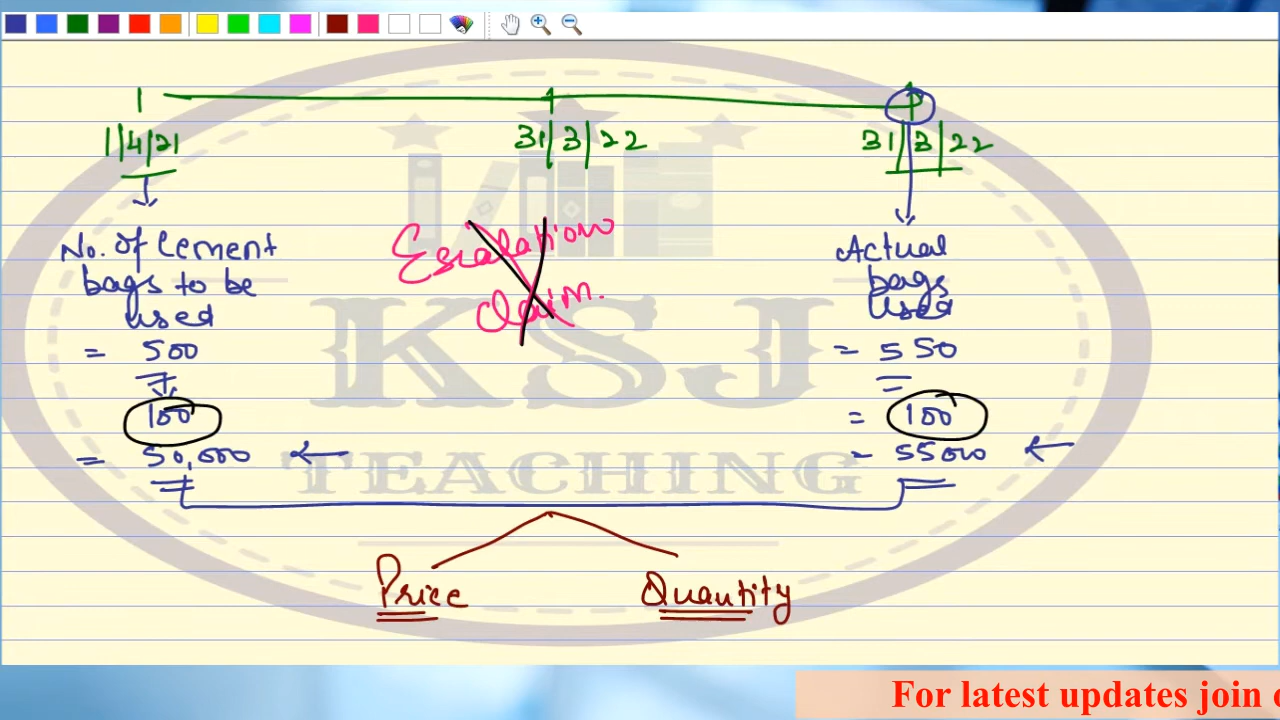 1|4|21
31|3|22
31|3|22
No. of Cement
bags to be
used
= 500
100
= 50,000 ←
Escalation
Claim.
Actual
bags
used
= 550
= 100
= 55000 ←
Price
Quantity
KSJ
TEACHING
For latest updates join